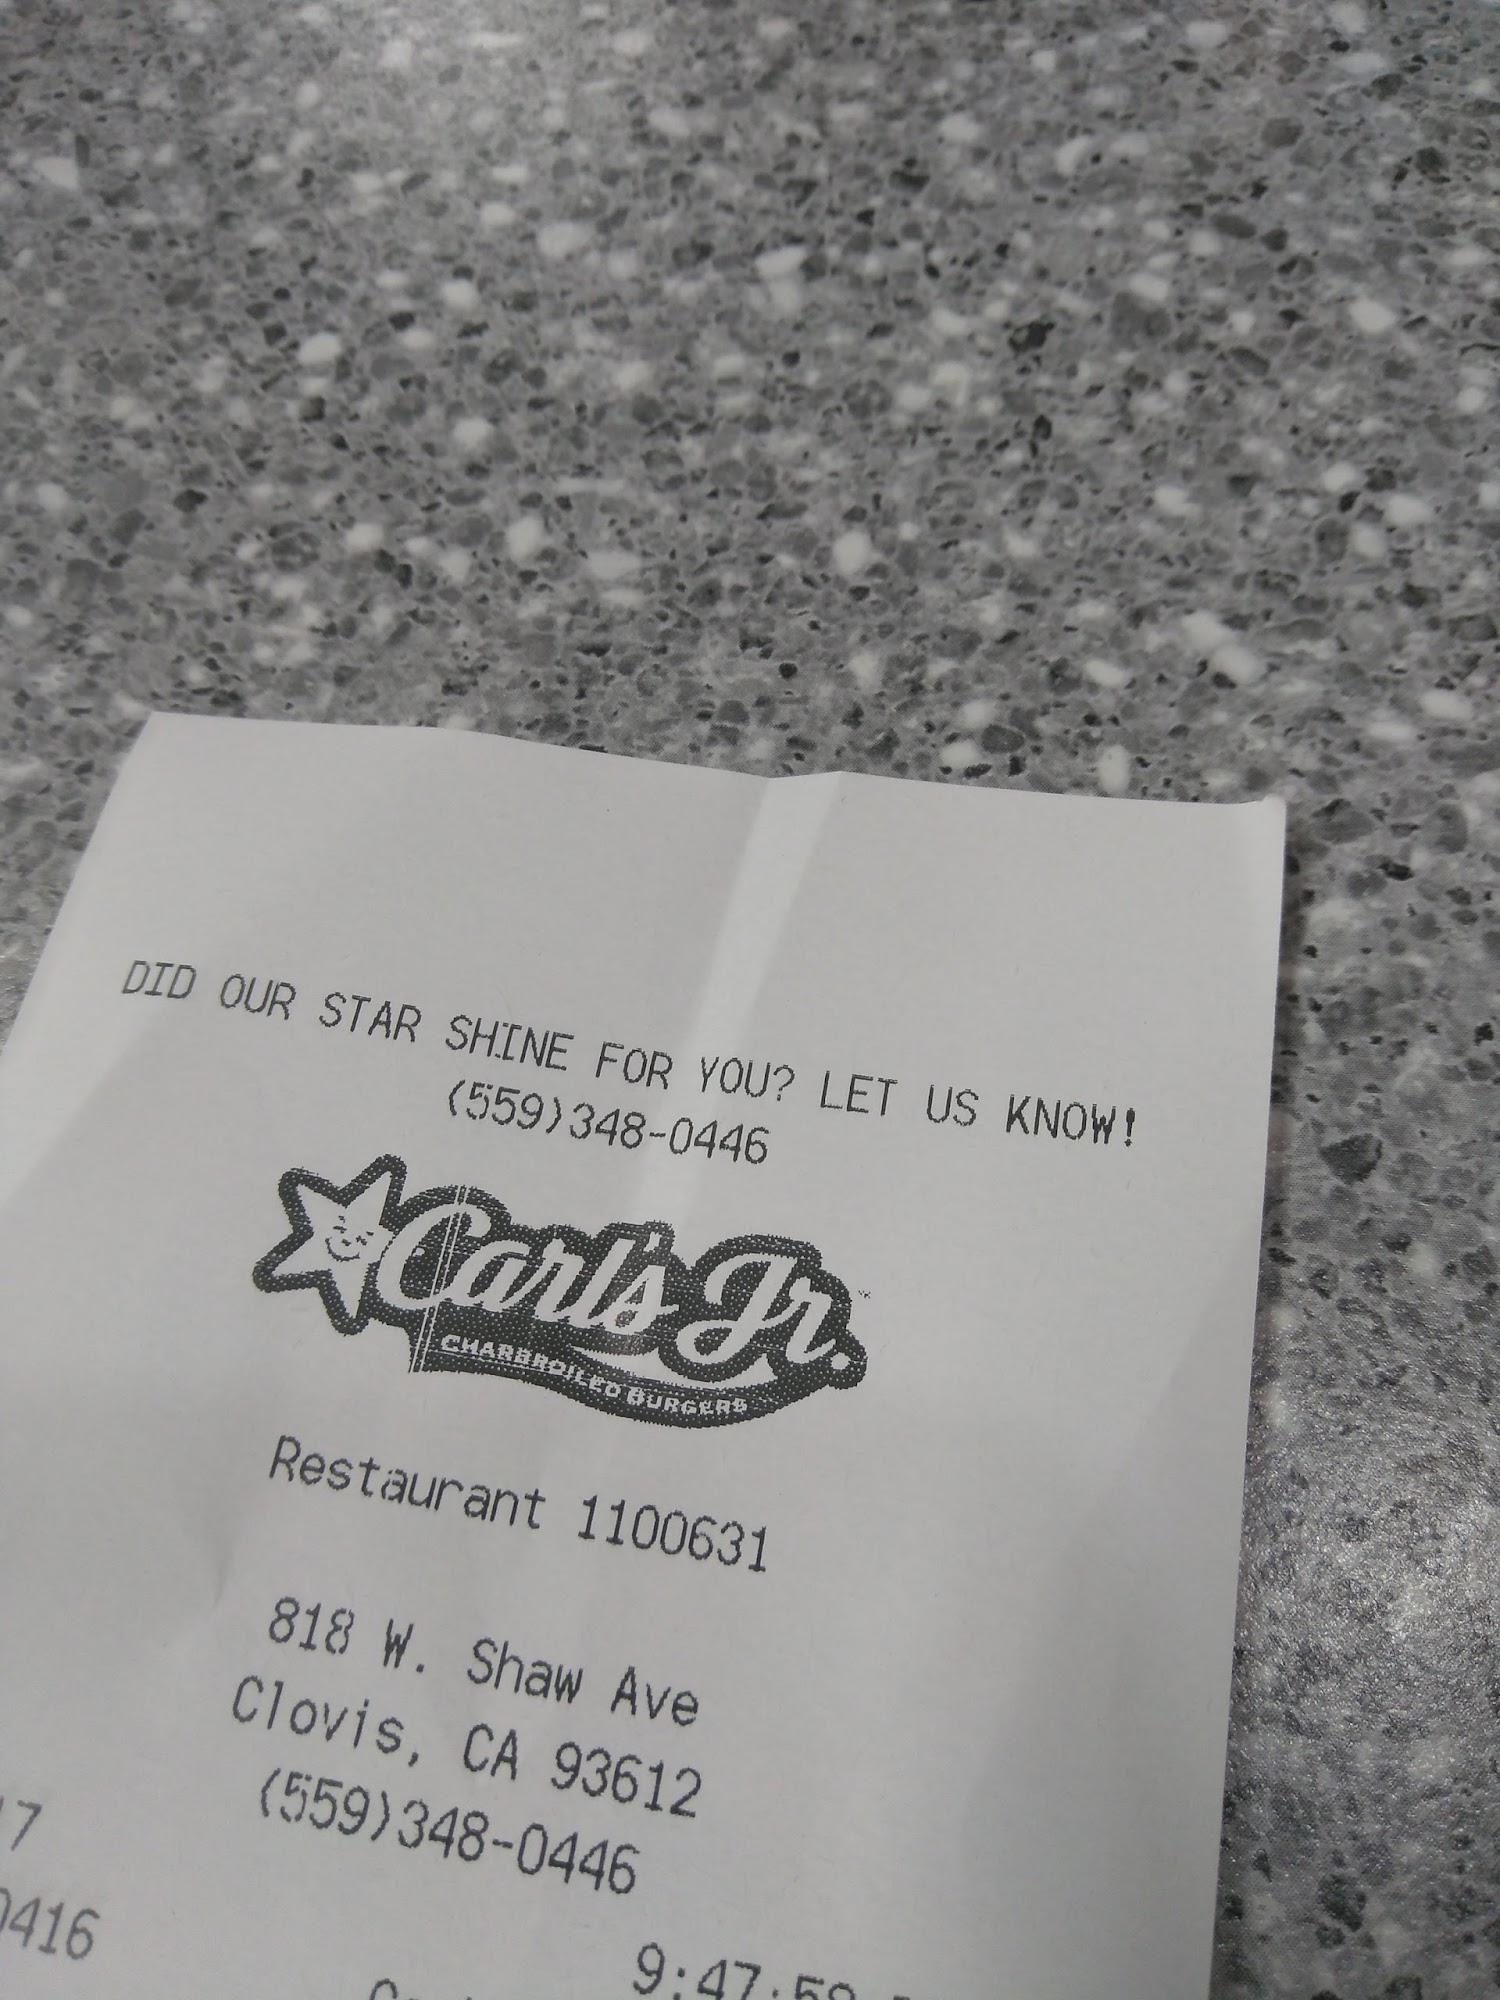 DID OUR STAR SHINE FOR YOU? LET US KNOW!
(559)348-0446
Carl's Jr.
CHARBROILED BURGERS
Restaurant 1100631
818 W. Shaw Ave
Clovis, CA 93612
(559)348-0446